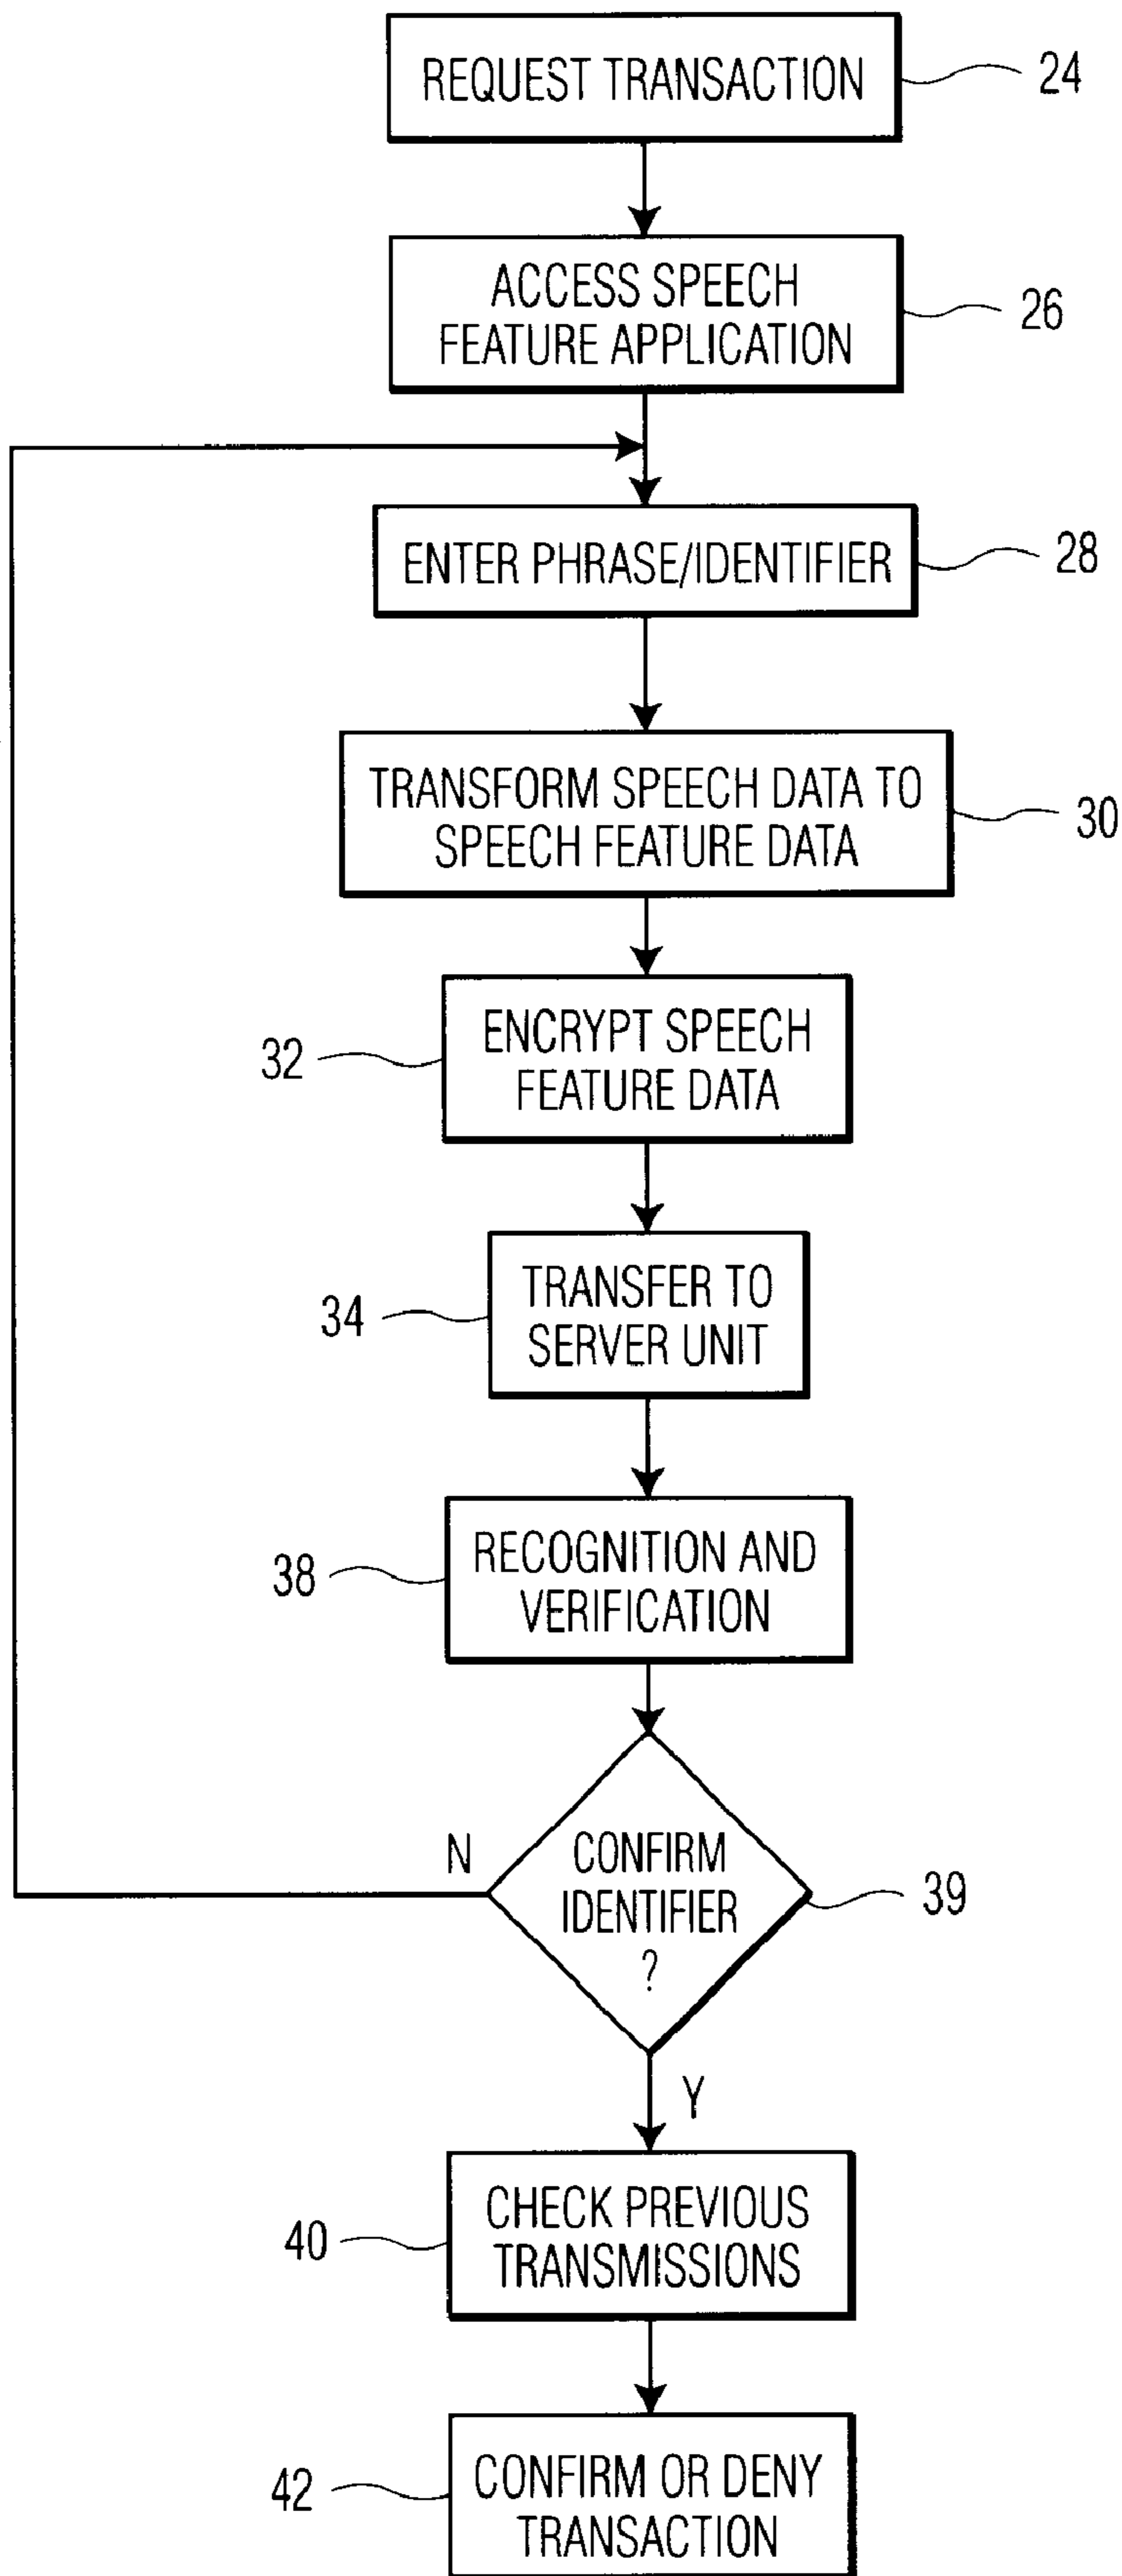 REQUEST TRANSACTION
24
ACCESS SPEECH
FEATURE APPLICATION
26
ENTER PHRASE/IDENTIFIER
28
TRANSFORM SPEECH DATA TO
SPEECH FEATURE DATA
30
32
ENCRYPT SPEECH
FEATURE DATA
34
TRANSFER TO
SERVER UNIT
38
RECOGNITION AND
VERIFICATION
N
CONFIRM
IDENTIFIER
?
39
Y
40
CHECK PREVIOUS
TRANSMISSIONS
42
CONFIRM OR DENY
TRANSACTION